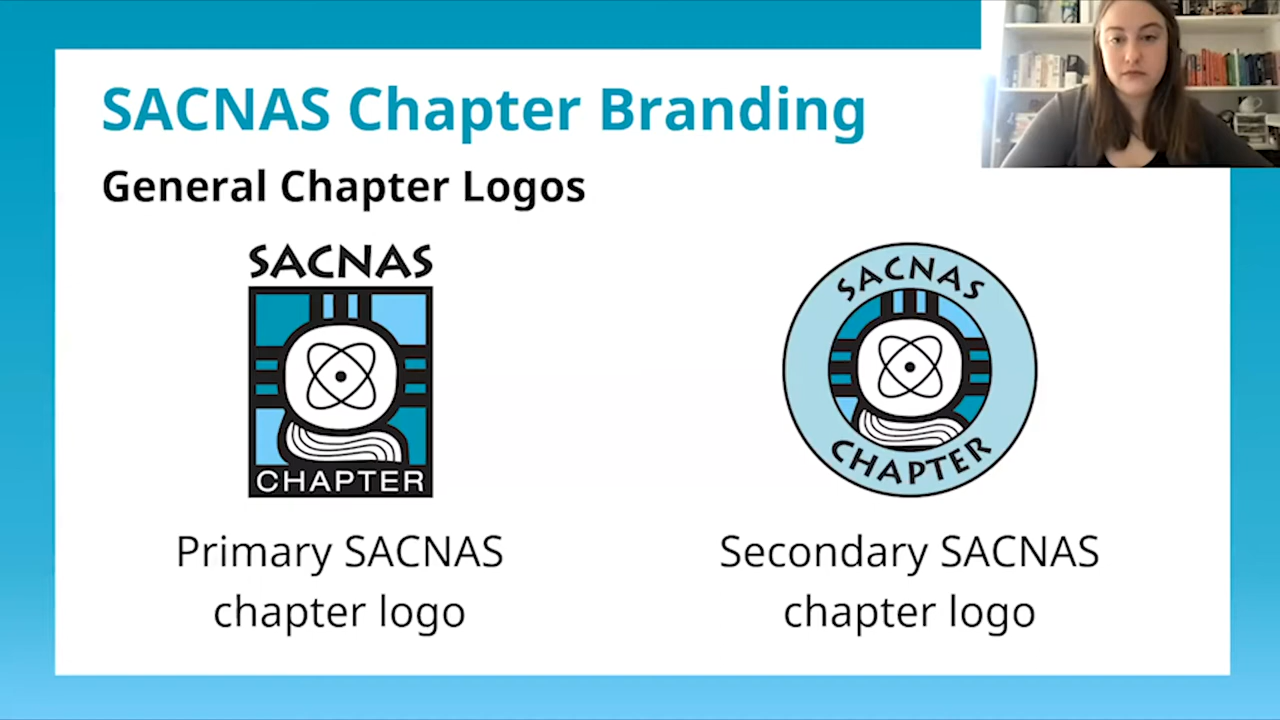 SACNAS Chapter Branding
General Chapter Logos
SACNAS
CHAPTER
Primary SACNAS
chapter logo
SACNAS
CHAPTER
Secondary SACNAS
chapter logo